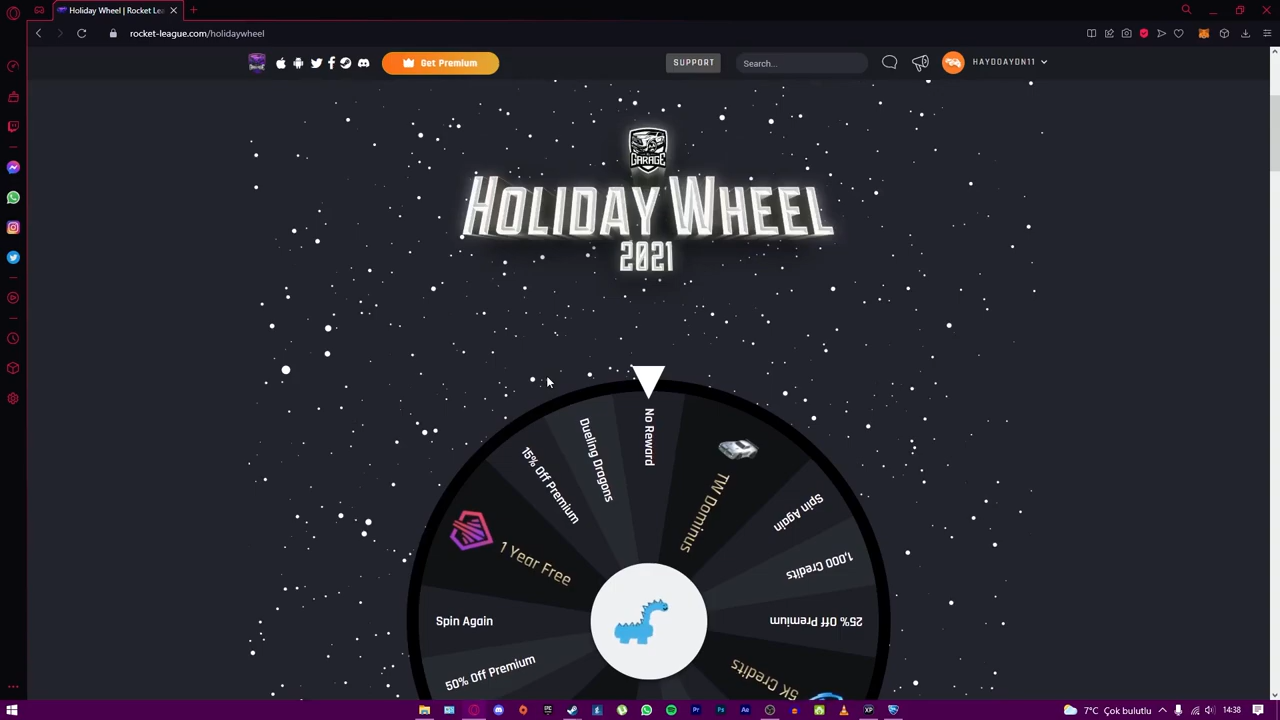 Holiday Wheel | Rocket Lea
rocket-league.com/holidaywheel
Get Premium
SUPPORT
Search...
HAYDOAYDN11
GARAGE
HOLIDAY WHEEL
2021
No Reward
TW Dominus
Spin Again
1,000 Credits
25% Off Premium
5K Credits
Dueling Dragons
15% Off Premium
1 Year Free
Spin Again
50% Off Premium
7°C Çok bulutlu
14:38